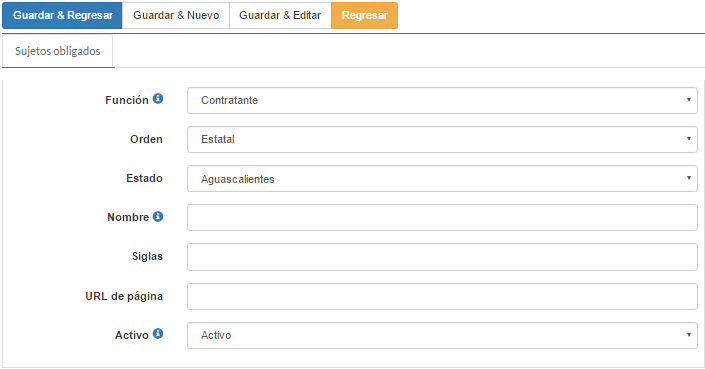 Guardar & Regresar Guardar & Nuevo Guardar & Editar Regresar
Sujetos obligados
Función Contratante
Orden Estatal
Estado Aguascalientes
Nombre
Siglas
URL de página
Activo Activo